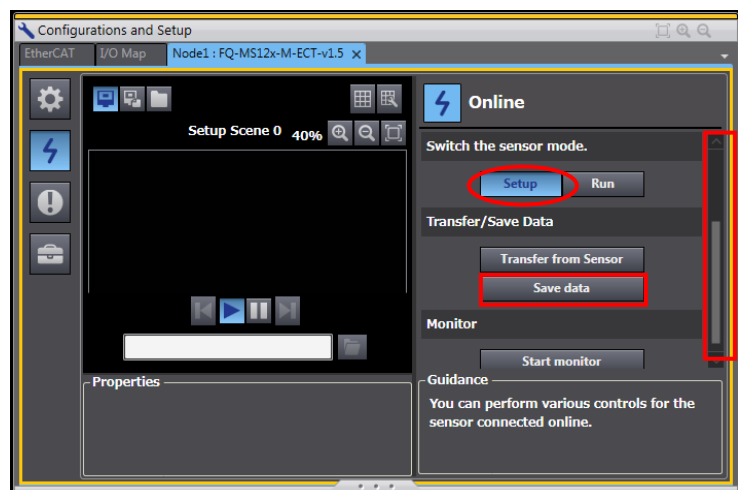 Configurations and Setup
EtherCAT I/O Map Node1 : FQ-MS12x-M-ECT-v1.5 x
Setup Scene 0 40%
Online
Switch the sensor mode.
Setup Run
Transfer/Save Data
Transfer from Sensor
Save data
Monitor
Start monitor
Properties
Guidance
You can perform various controls for the
sensor connected online.